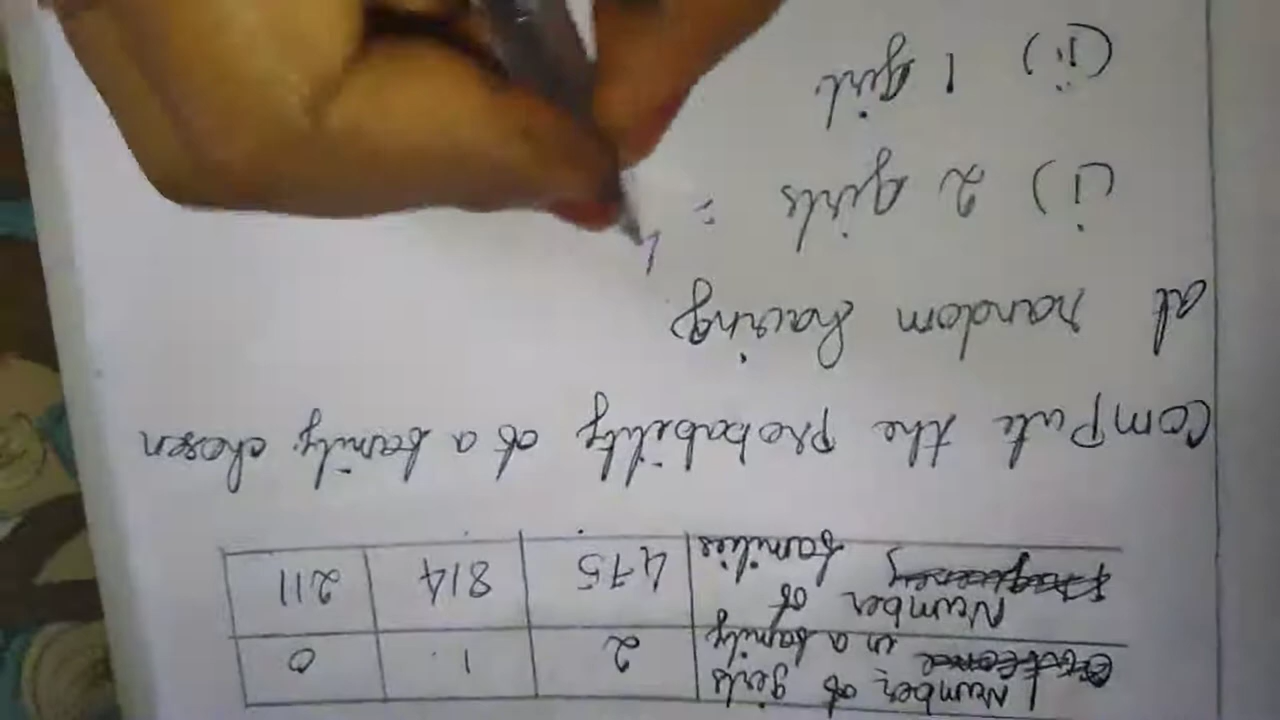 Number of girls in a family 2 1 0
Number of families 475 814 211
Compute the probability of a family chosen
at random having
(i) 2 girls =
(ii) 1 girl